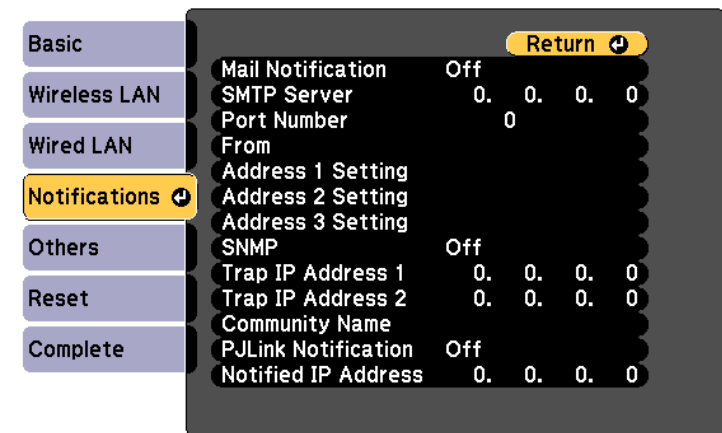 Basic
Wireless LAN
Wired LAN
Notifications
Others
Reset
Complete
Return
Mail Notification Off
SMTP Server 0. 0. 0. 0
Port Number 0
From
Address 1 Setting
Address 2 Setting
Address 3 Setting
SNMP Off
Trap IP Address 1 0. 0. 0. 0
Trap IP Address 2 0. 0. 0. 0
Community Name
PJLink Notification Off
Notified IP Address 0. 0. 0. 0